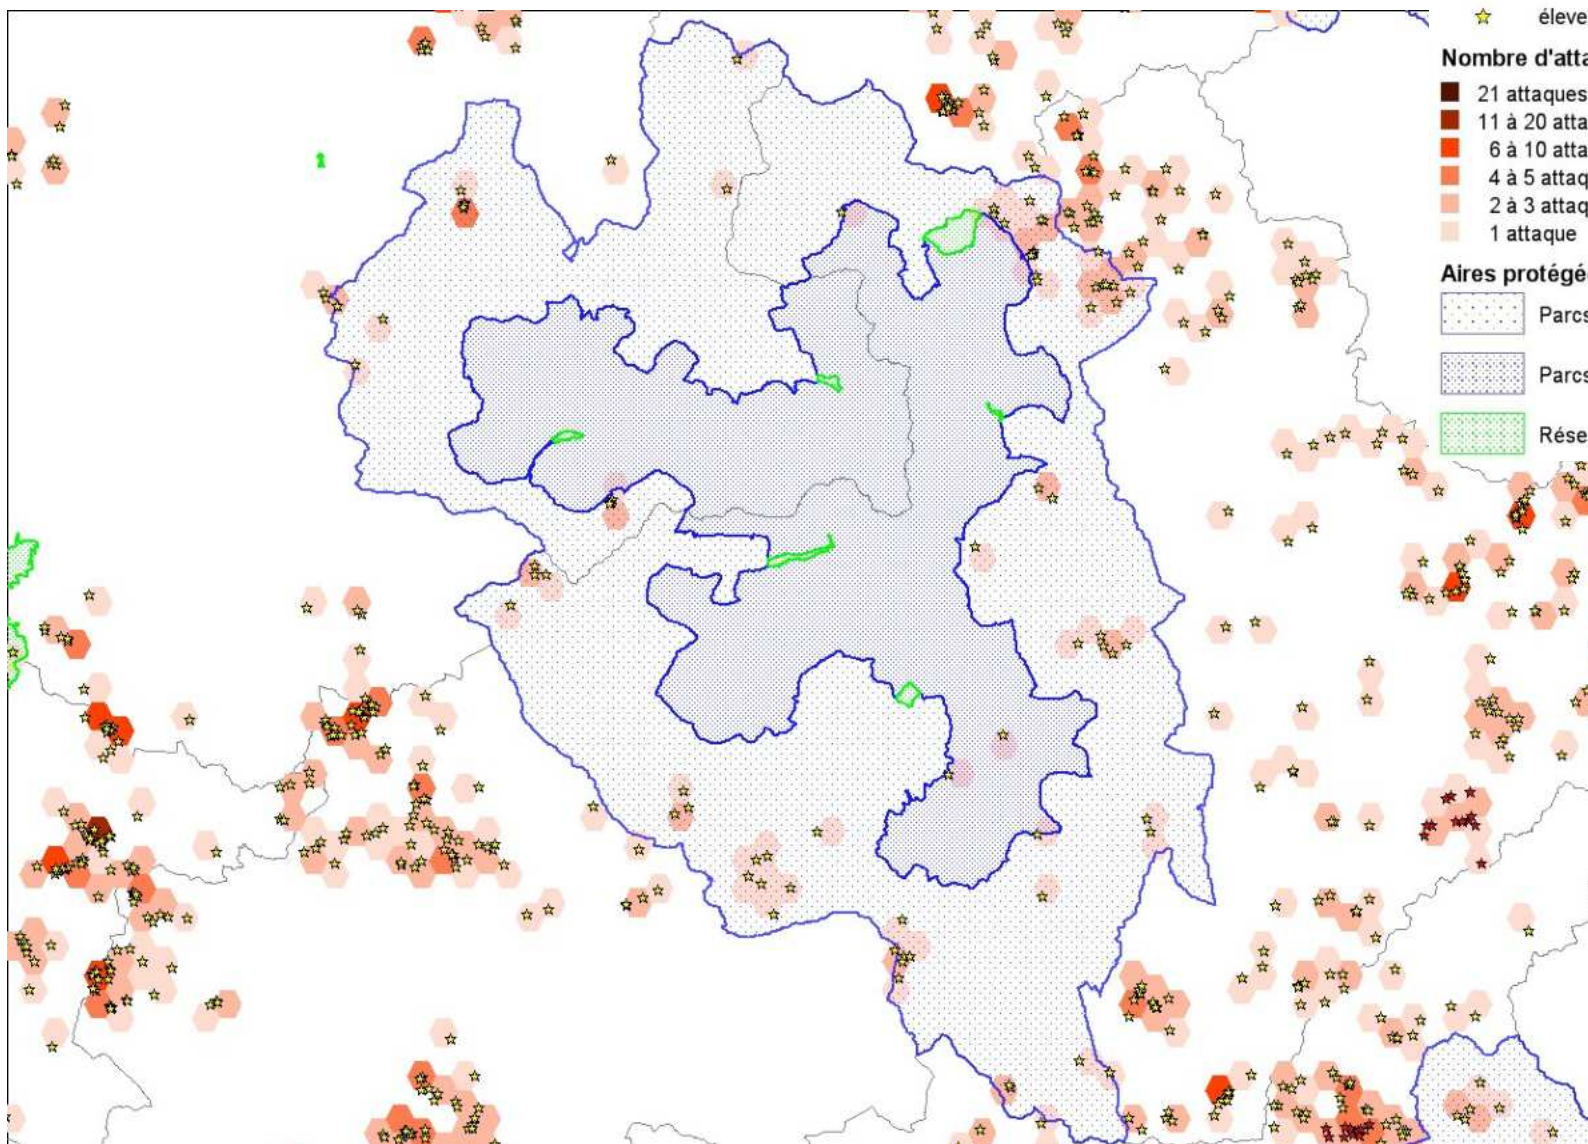 éleve
Nombre d'atta
21 attaques
11 à 20 atta
6 à 10 atta
4 à 5 attaq
2 à 3 attaq
1 attaque
Aires protégée
Parcs
Parcs
Rése